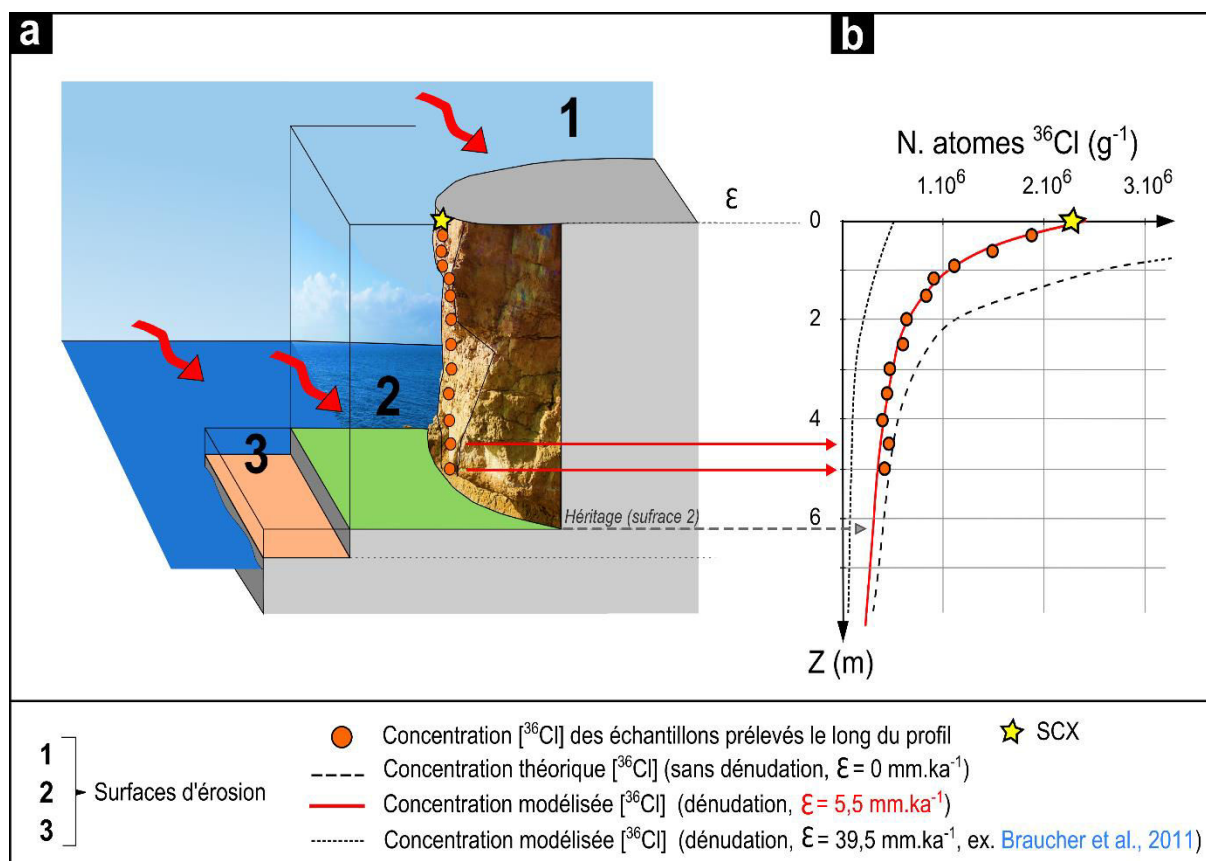 a
b
1
N. atomes ³⁶Cl (g⁻¹)
1.10⁶ 2.10⁶ 3.10⁶
ε
0
2
2
4
3
Héritage (sufrace 2)
6
Z (m)
1
2
3
Surfaces d'érosion
Concentration [³⁶Cl] des échantillons prélevés le long du profil
SCX
Concentration théorique [³⁶Cl] (sans dénudation, ε = 0 mm.ka⁻¹)
Concentration modélisée [³⁶Cl] (dénudation, ε = 5,5 mm.ka⁻¹)
Concentration modélisée [³⁶Cl] (dénudation, ε = 39,5 mm.ka⁻¹, ex. Braucher et al., 2011)